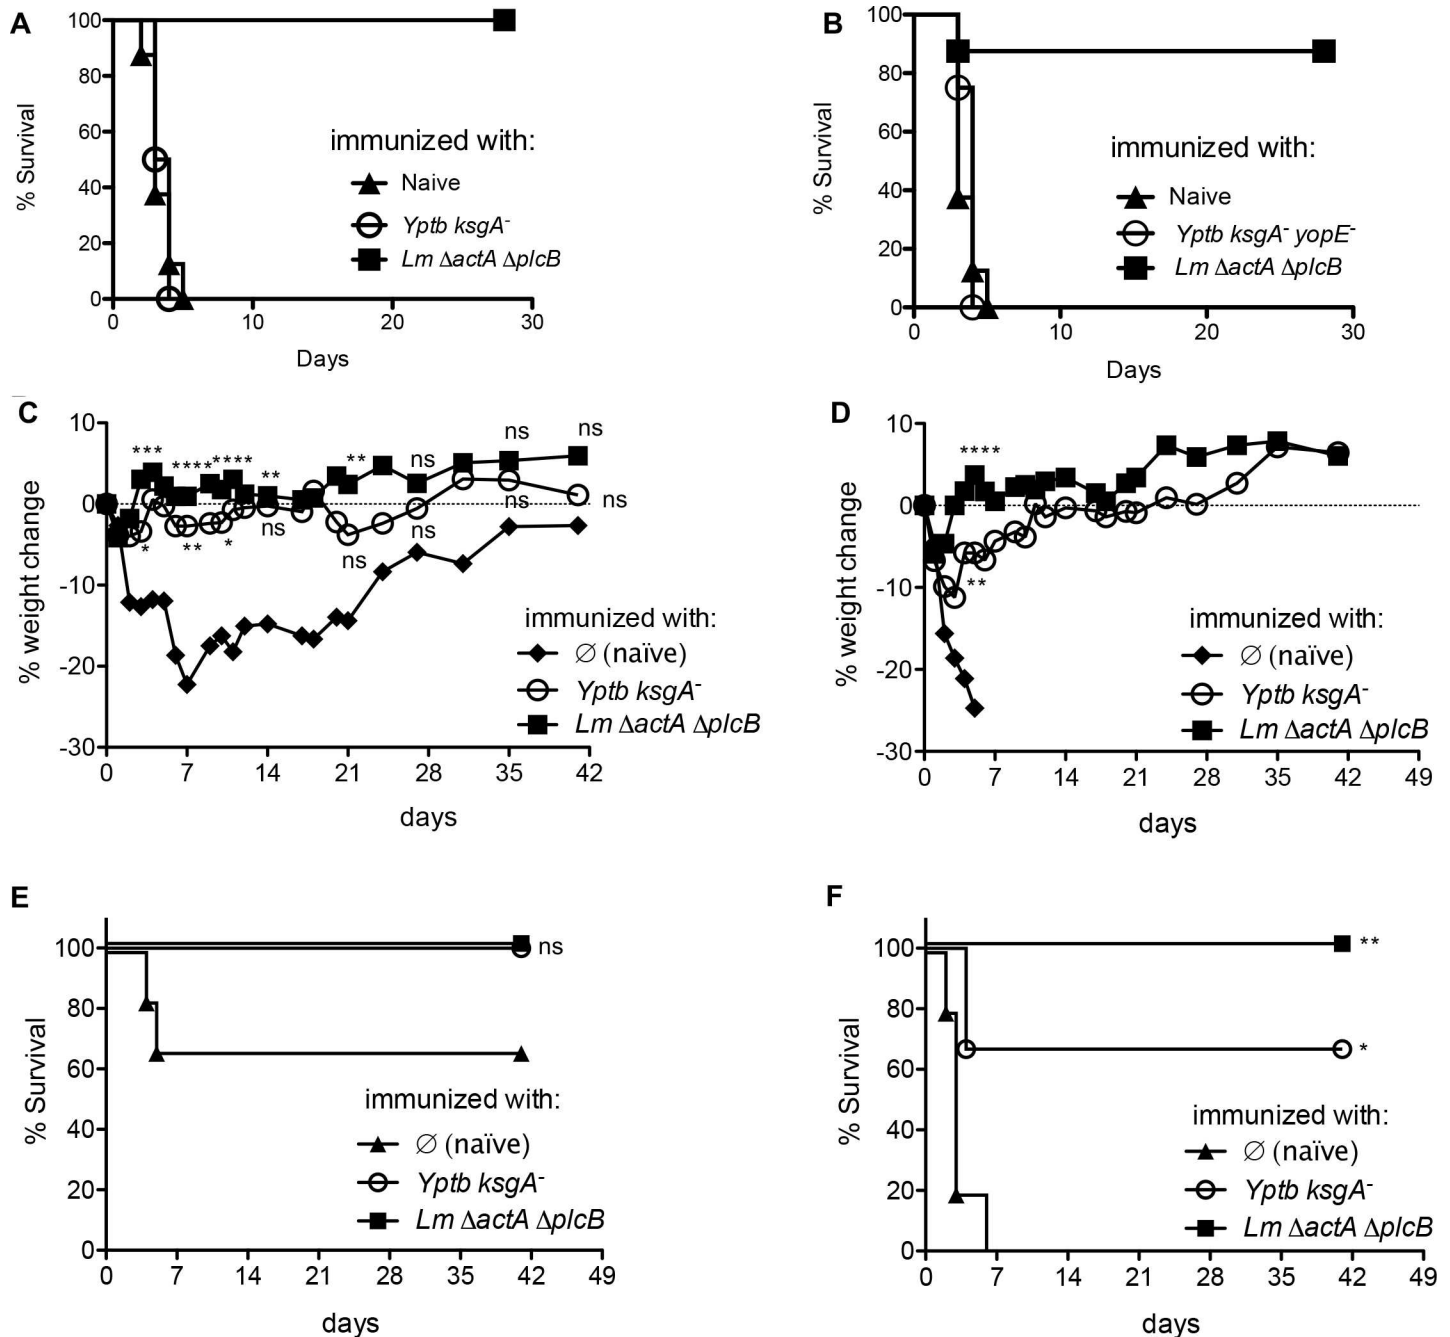 A
100
80
60
40
20
0
% Survival
0 10 20 30
Days
immunized with:
Naive
Yptb ksgA⁻
Lm ΔactA ΔplcB
B
100
80
60
40
20
0
% Survival
0 10 20 30
Days
immunized with:
Naive
Yptb ksgA⁻ yopE⁻
Lm ΔactA ΔplcB
C
10
0
-10
-20
-30
% weight change
*** **** **** ** ** ns ns ns
* ** * ns ns ns ns ns
0 7 14 21 28 35 42
days
immunized with:
∅ (naïve)
Yptb ksgA⁻
Lm ΔactA ΔplcB
D
10
0
-10
-20
-30
% weight change
****
**
0 7 14 21 28 35 42 49
days
immunized with:
∅ (naïve)
Yptb ksgA⁻
Lm ΔactA ΔplcB
E
100
80
60
40
20
0
% Survival
ns
0 7 14 21 28 35 42 49
days
immunized with:
∅ (naïve)
Yptb ksgA⁻
Lm ΔactA ΔplcB
F
100
80
60
40
20
0
% Survival
**
*
0 7 14 21 28 35 42 49
days
immunized with:
∅ (naïve)
Yptb ksgA⁻
Lm ΔactA ΔplcB